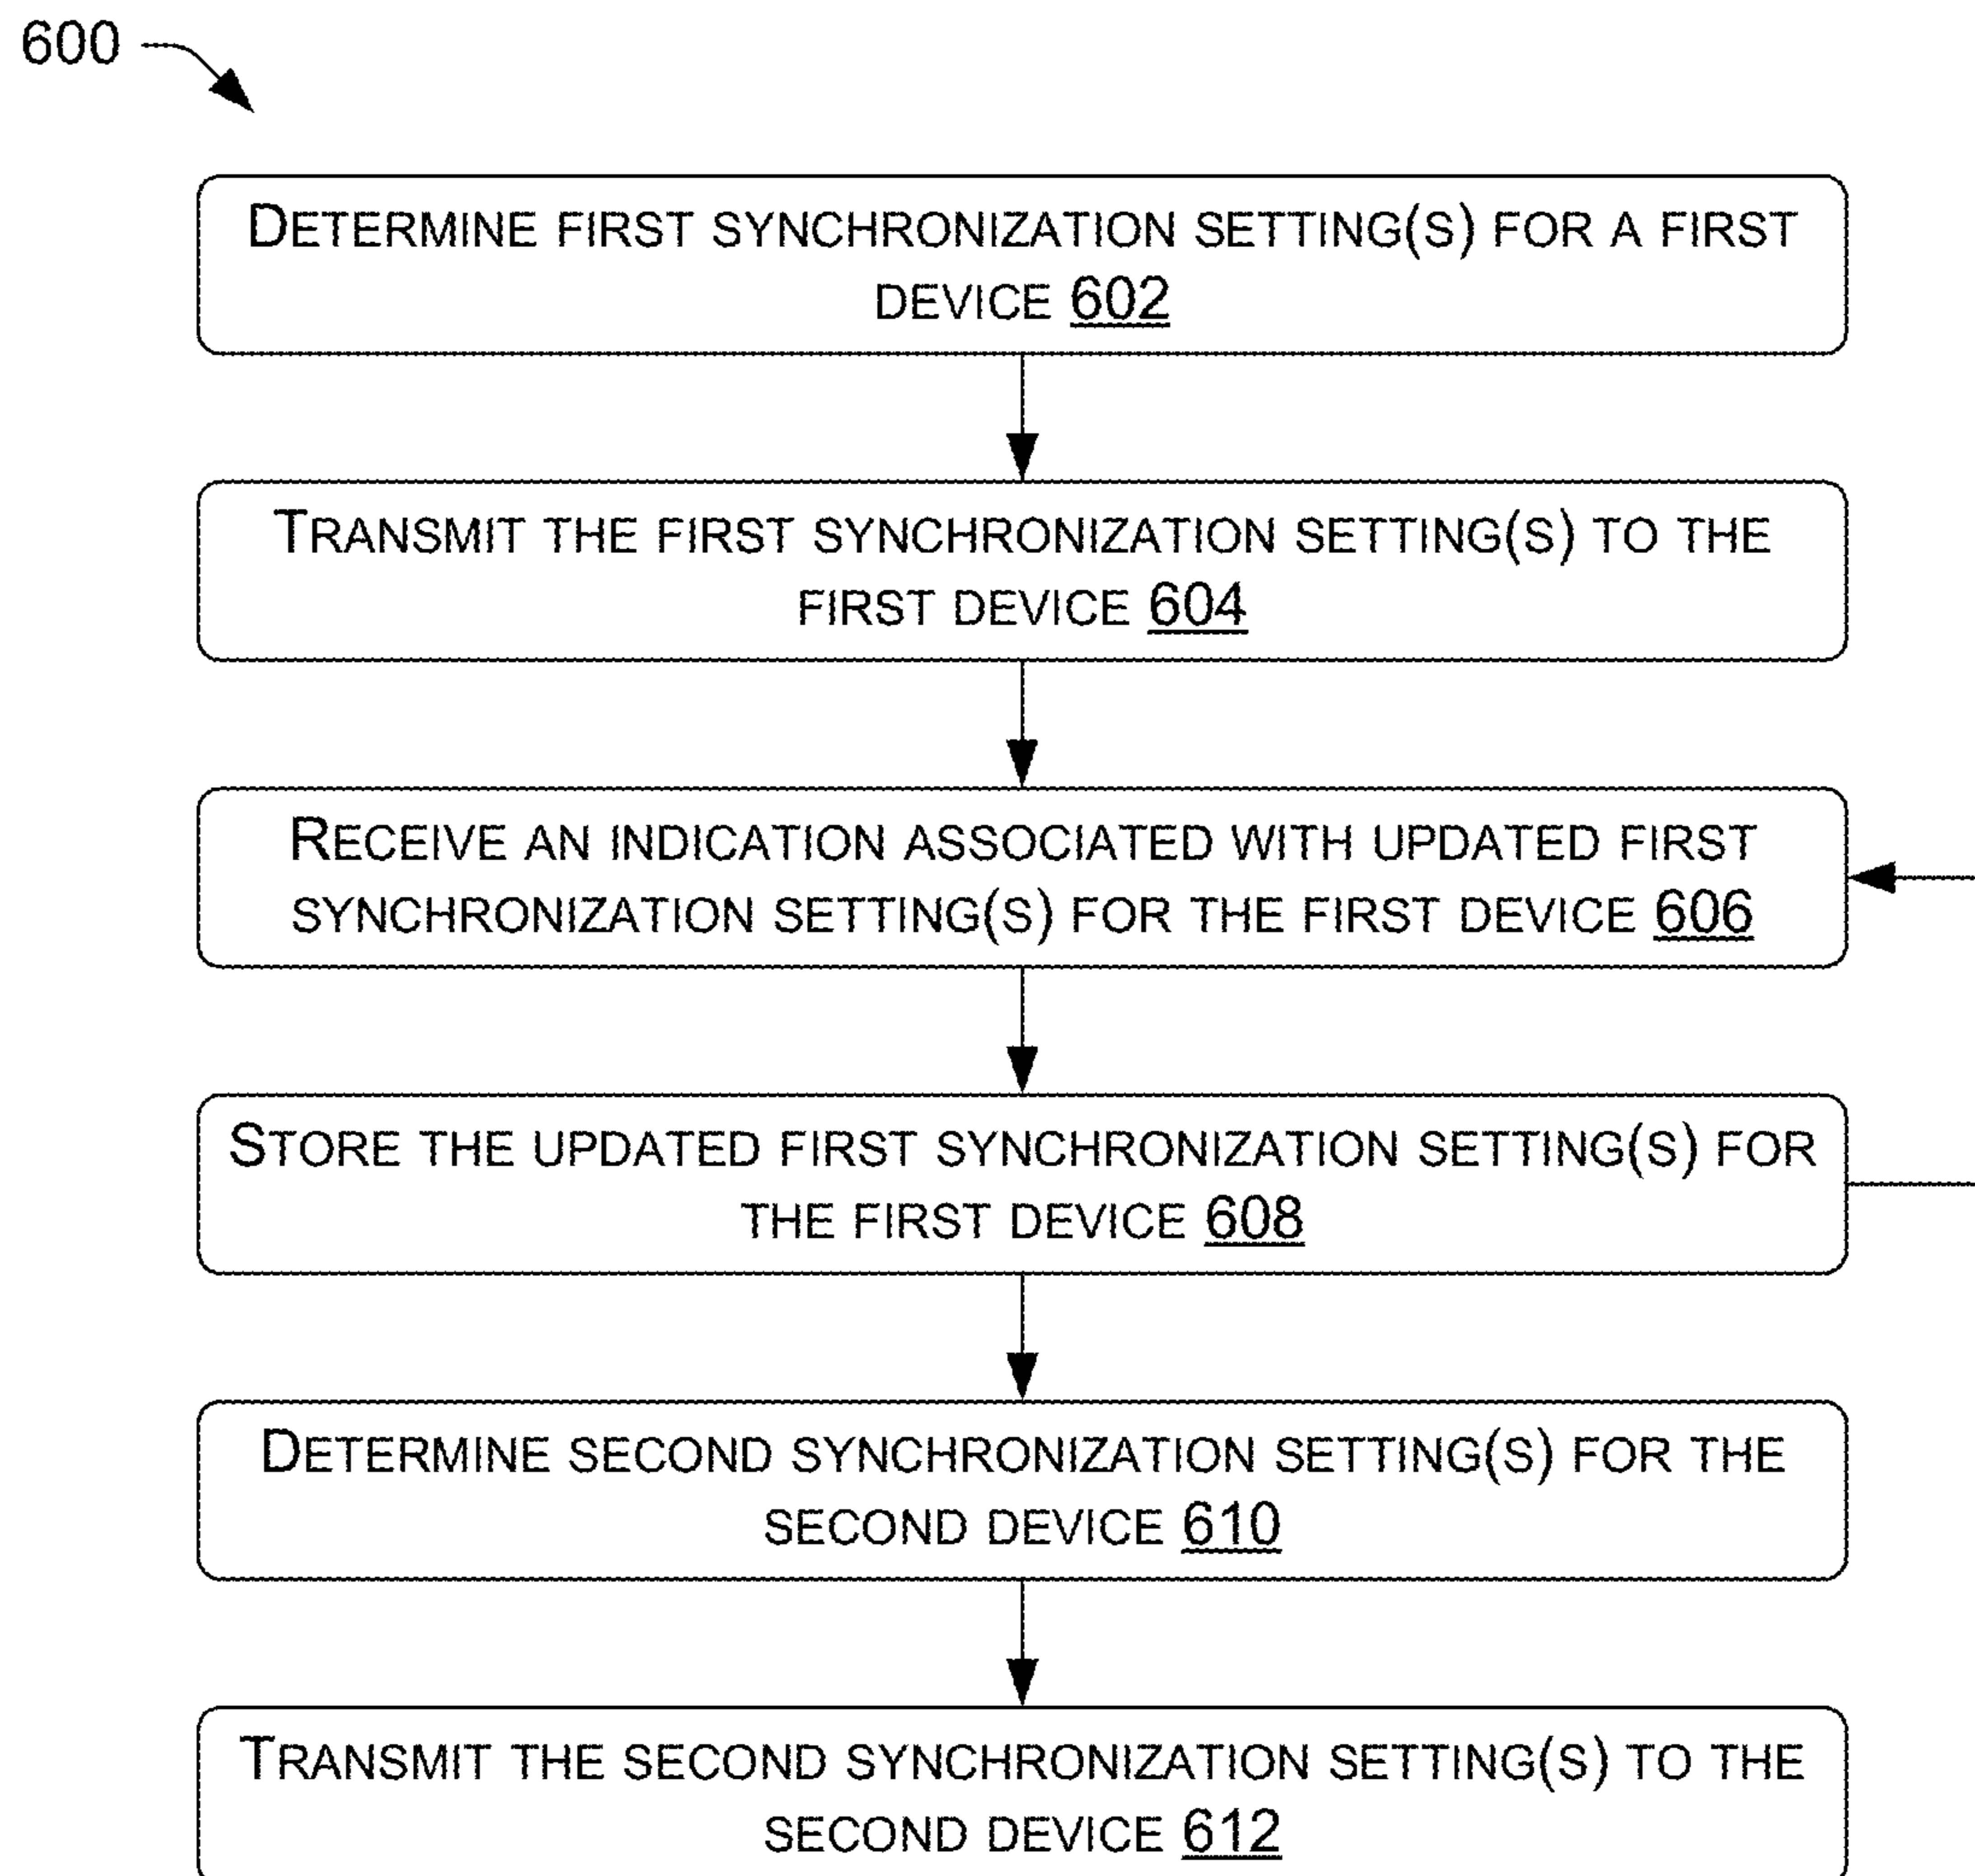 600
DETERMINE FIRST SYNCHRONIZATION SETTING(S) FOR A FIRST
DEVICE 602
TRANSMIT THE FIRST SYNCHRONIZATION SETTING(S) TO THE
FIRST DEVICE 604
RECEIVE AN INDICATION ASSOCIATED WITH UPDATED FIRST
SYNCHRONIZATION SETTING(S) FOR THE FIRST DEVICE 606
STORE THE UPDATED FIRST SYNCHRONIZATION SETTING(S) FOR
THE FIRST DEVICE 608
DETERMINE SECOND SYNCHRONIZATION SETTING(S) FOR THE
SECOND DEVICE 610
TRANSMIT THE SECOND SYNCHRONIZATION SETTING(S) TO THE
SECOND DEVICE 612